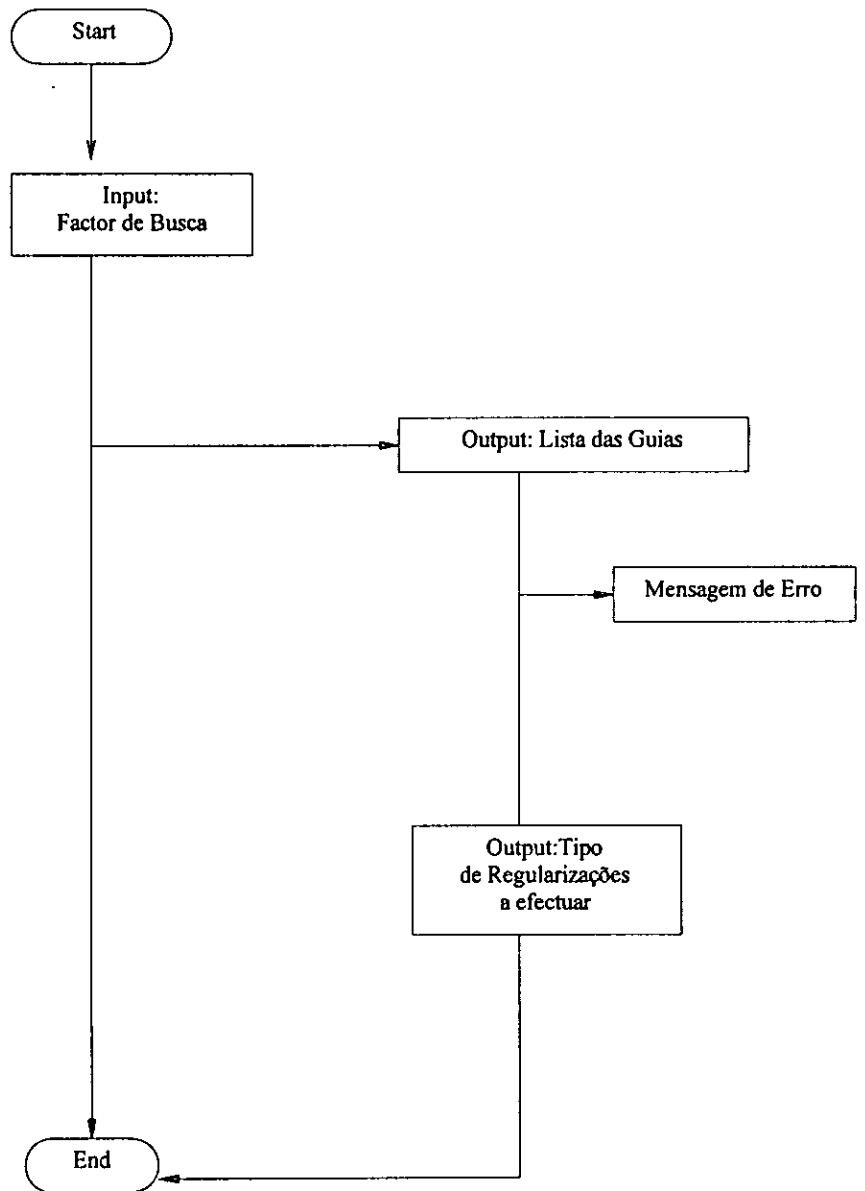 Start
Input:
Factor de Busca
Output: Lista das Guias
Mensagem de Erro
Output:Tipo
de Regularizações
a efectuar
End